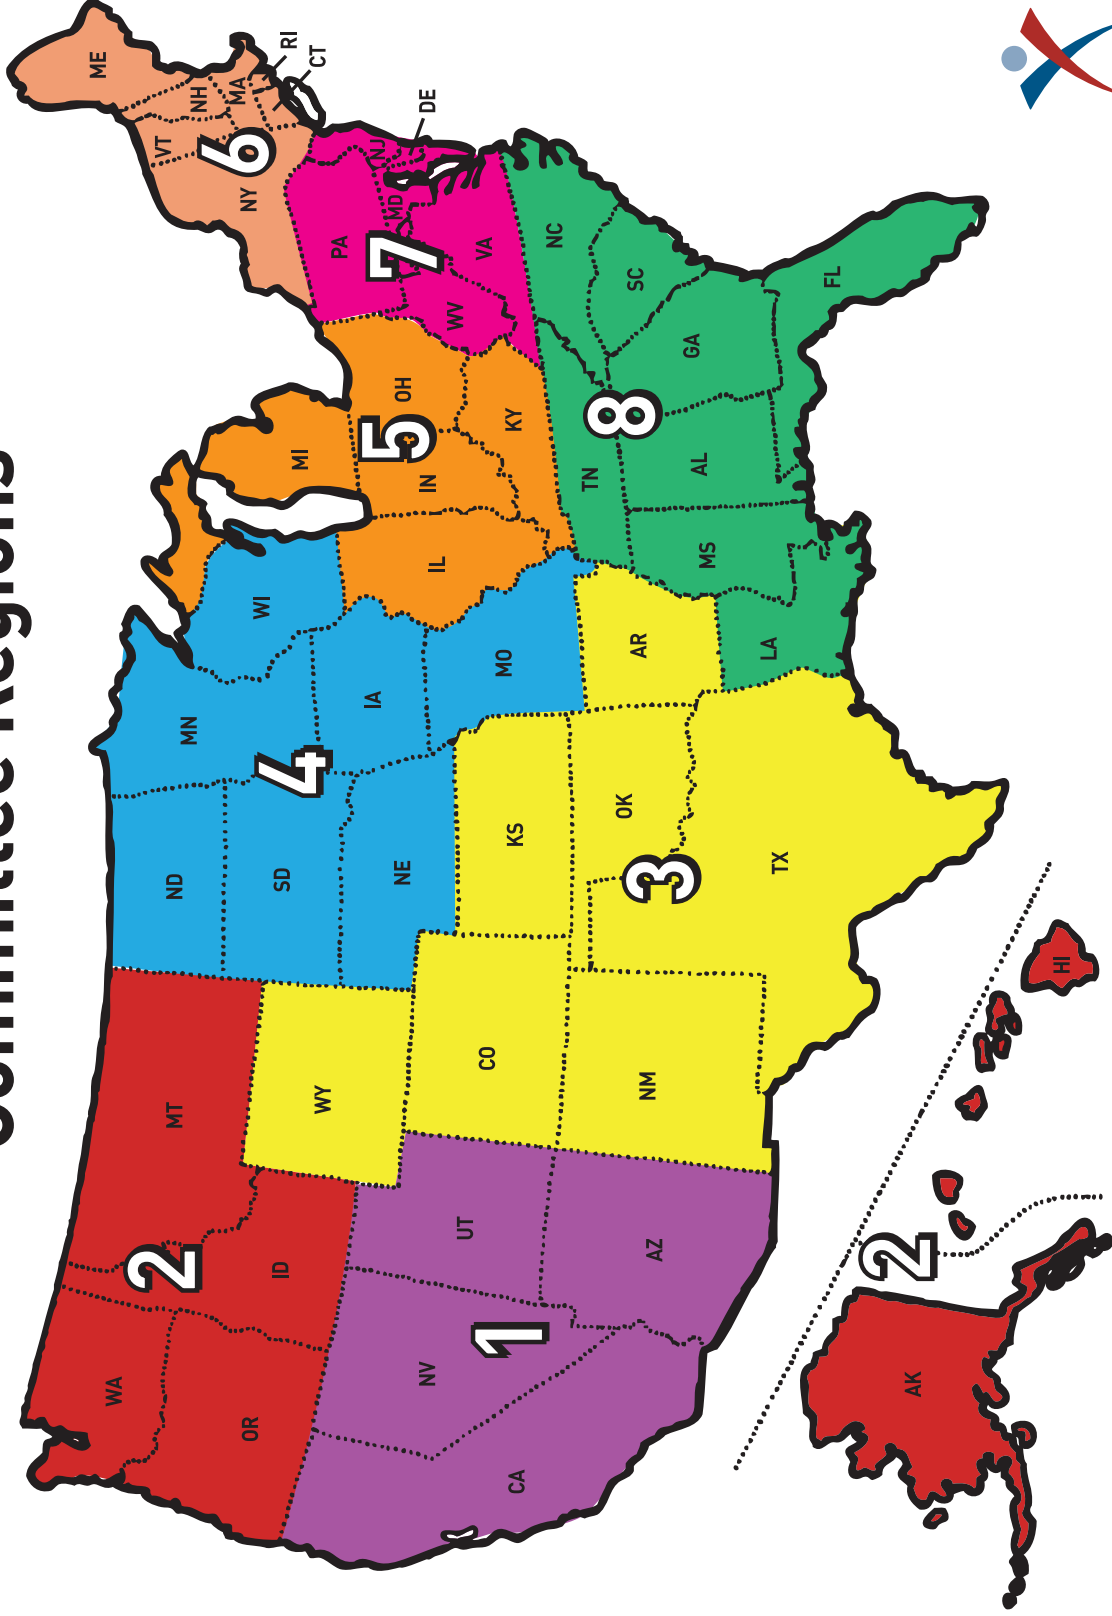 Committee Regions
WA
OR
MT
ID
2
ND
SD
NE
MN
IA
MO
WI
4
MI
OH
IN
IL
KY
5
ME
VT
NH
MA
RI
CT
NY
6
PA
NJ
DE
MD
WV
VA
7
CA
NV
UT
AZ
1
WY
CO
NM
KS
OK
TX
AR
3
TN
NC
SC
GA
AL
MS
LA
FL
8
AK
2
HI